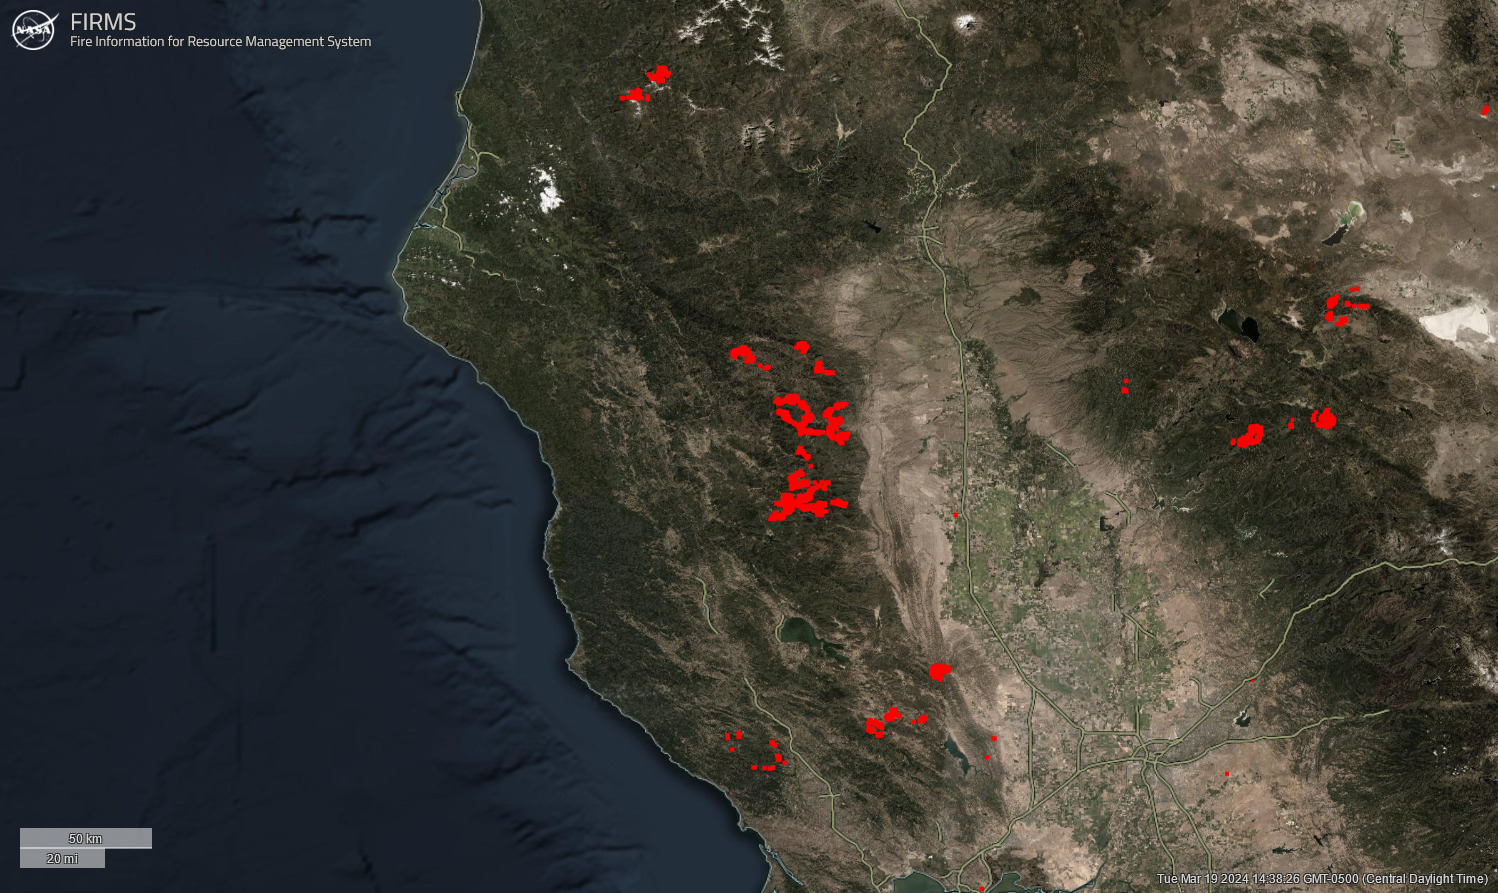 NASA
FIRMS
Fire Information for Resource Management System
50 km
20 mi
Tue Mar 19 2024 14:38:26 GMT-0500 (Central Daylight Time)